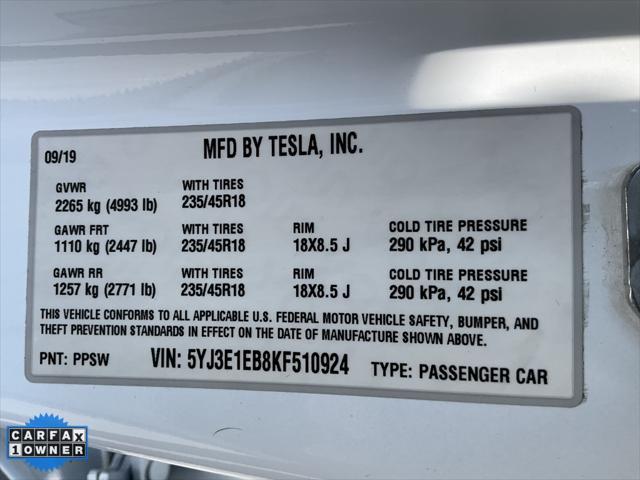 09/19 MFD BY TESLA, INC.
GVWR WITH TIRES
2265 kg (4993 lb) 235/45R18
GAWR FRT WITH TIRES RIM COLD TIRE PRESSURE
1110 kg (2447 lb) 235/45R18 18X8.5 J 290 kPa, 42 psi
GAWR RR WITH TIRES RIM COLD TIRE PRESSURE
1257 kg (2771 lb) 235/45R18 18X8.5 J 290 kPa, 42 psi
THIS VEHICLE CONFORMS TO ALL APPLICABLE U.S. FEDERAL MOTOR VEHICLE SAFETY, BUMPER, AND
THEFT PREVENTION STANDARDS IN EFFECT ON THE DATE OF MANUFACTURE SHOWN ABOVE.
PNT: PPSW VIN: 5YJ3E1EB8KF510924 TYPE: PASSENGER CAR
CARFAX
1 OWNER